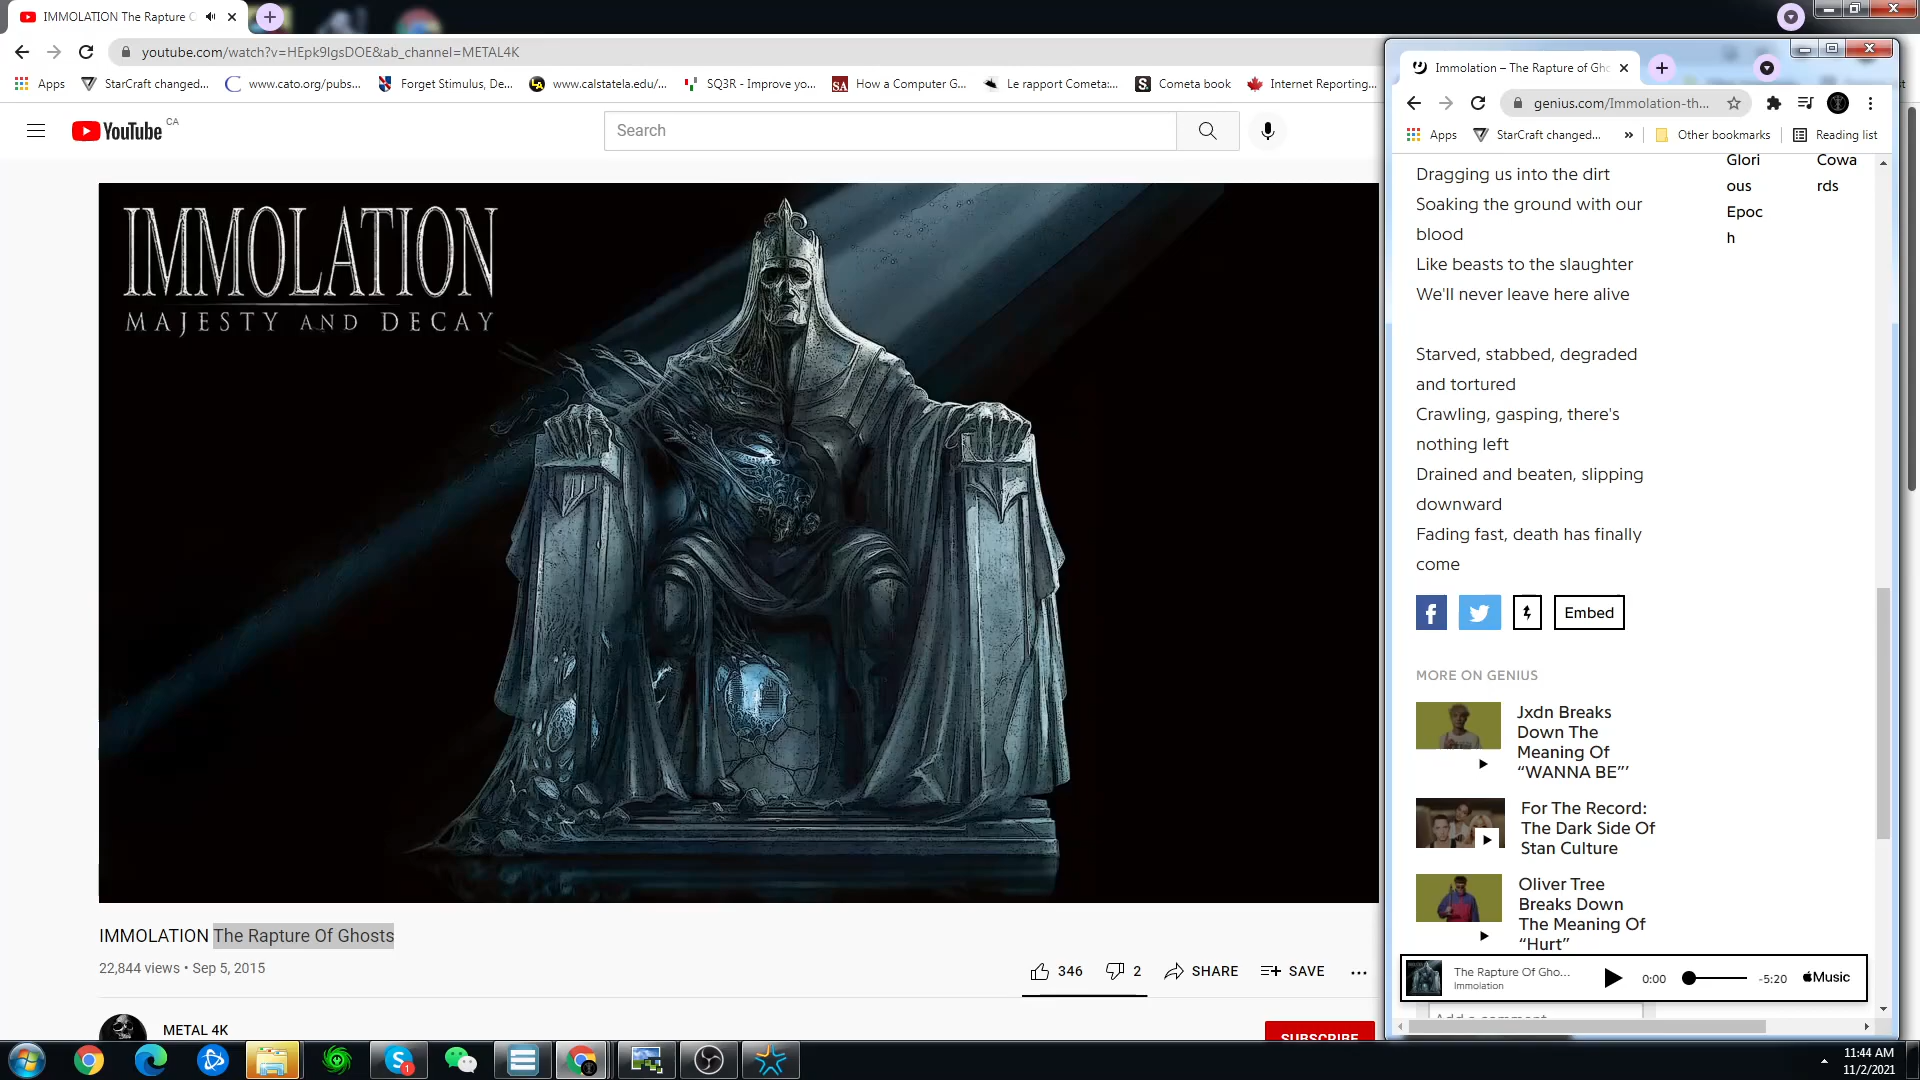 IMMOLATION The Rapture O
youtube.com/watch?v=HEpk9lgsDOE&ab_channel=METAL4K
Apps
StarCraft changed...
www.cato.org/pubs...
Forget Stimulus, De...
www.calstatela.edu/...
SQ3R - Improve yo...
How a Computer G...
Le rapport Cometa:...
Cometa book
Internet Reporting...
YouTube CA
Search
IMMOLATION
MAJESTY AND DECAY
IMMOLATION The Rapture Of Ghosts
22,844 views • Sep 5, 2015
346
2
SHARE
SAVE
METAL 4K
SUBSCRIBE
Immolation – The Rapture of Gho
genius.com/Immolation-th...
Apps
StarCraft changed...
»
Other bookmarks
Reading list
Dragging us into the dirt
Soaking the ground with our
blood
Like beasts to the slaughter
We'll never leave here alive
Starved, stabbed, degraded
and tortured
Crawling, gasping, there's
nothing left
Drained and beaten, slipping
downward
Fading fast, death has finally
come
Glori
ous
Epoc
h
Cowa
rds
Embed
MORE ON GENIUS
Jxdn Breaks
Down The
Meaning Of
“WANNA BE”’
For The Record:
The Dark Side Of
Stan Culture
Oliver Tree
Breaks Down
The Meaning Of
“Hurt”
The Rapture Of Gho...
Immolation
0:00
-5:20
Music
Add a comment
11:44 AM
11/2/2021